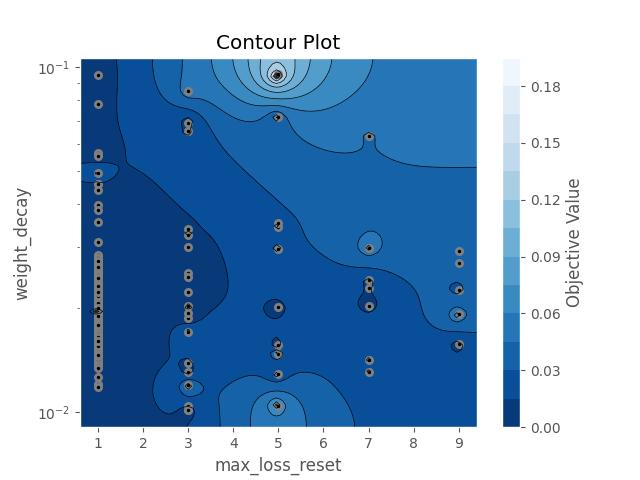 Contour Plot
10⁻¹
10⁻²
weight_decay
1 2 3 4 5 6 7 8 9
max_loss_reset
0.18
0.15
0.12
0.09
0.06
0.03
0.00
Objective Value